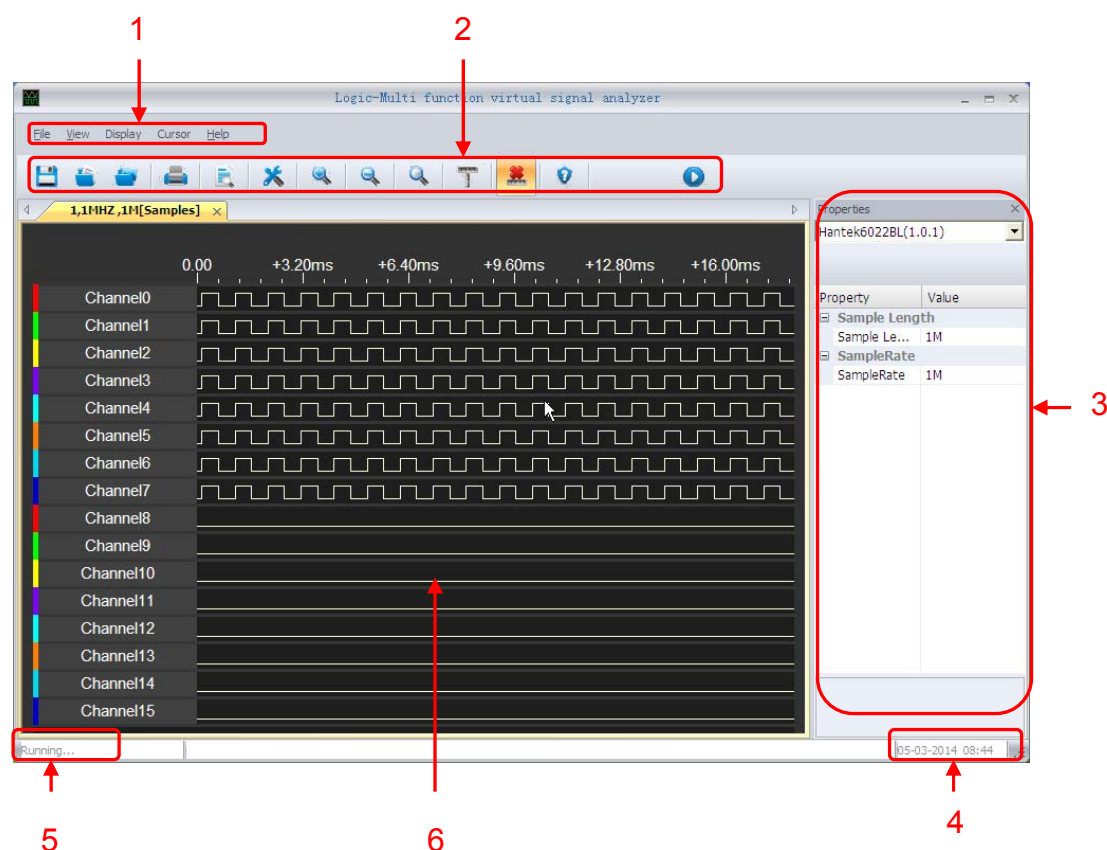 1 2
Logic-Multi function virtual signal analyzer
File View Display Cursor Help
1,1MHZ,1M[Samples]
Properties
Hantek6022BL(1.0.1)
0.00 +3.20ms +6.40ms +9.60ms +12.80ms +16.00ms
Property Value
Channel0
Sample Length
Channel1
Sample Le... 1M
Channel2
SampleRate
Channel3
SampleRate 1M
Channel4
3
Channel5
Channel6
Channel7
Channel8
Channel9
Channel10
Channel11
Channel12
Channel13
Channel14
Channel15
Running... 05-03-2014 08:44
5 6 4